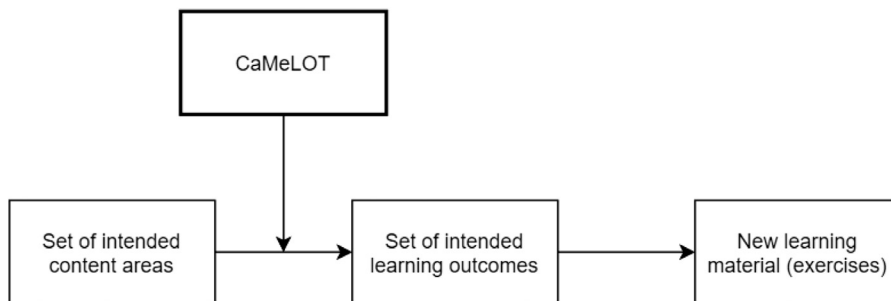 CaMeLOT
Set of intended
content areas
Set of intended
learning outcomes
New learning
material (exercises)